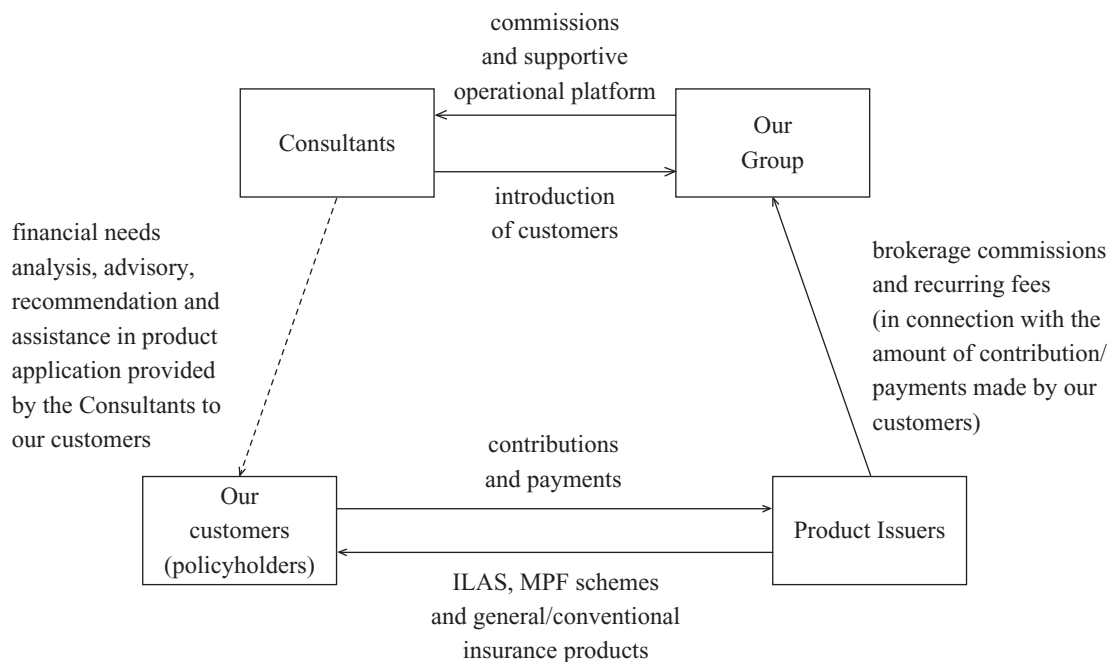 commissions
and supportive
operational platform
Consultants
Our
Group
introduction
of customers
financial needs
analysis, advisory,
recommendation and
assistance in product
application provided
by the Consultants to
our customers
brokerage commissions
and recurring fees
(in connection with the
amount of contribution/
payments made by our
customers)
contributions
and payments
Our
customers
(policyholders)
Product Issuers
ILAS, MPF schemes
and general/conventional
insurance products